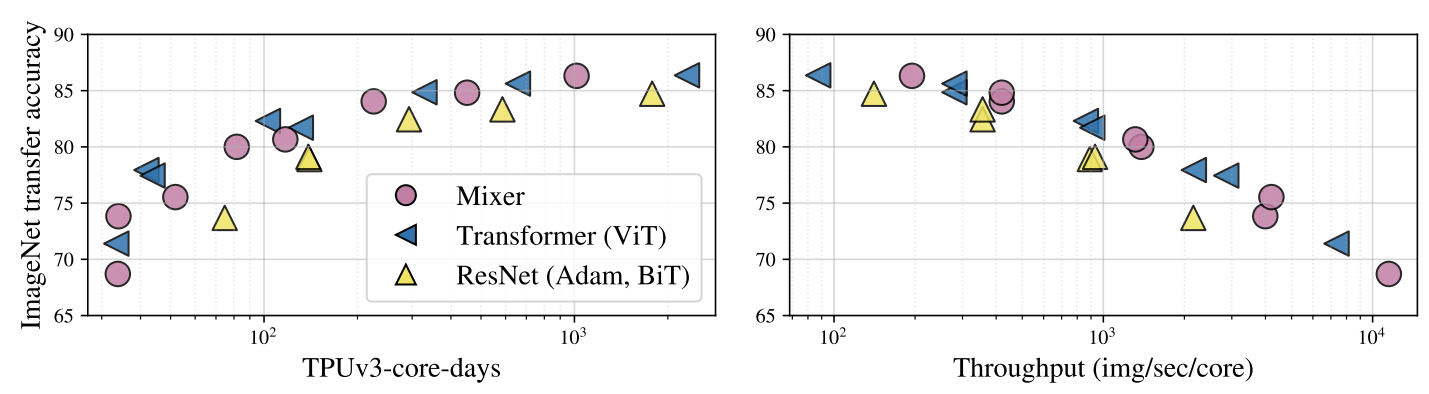 ImageNet transfer accuracy
90
85
80
75
70
65
10²
10³
TPUv3-core-days
Mixer
Transformer (ViT)
ResNet (Adam, BiT)
90
85
80
75
70
65
10²
10³
10⁴
Throughput (img/sec/core)